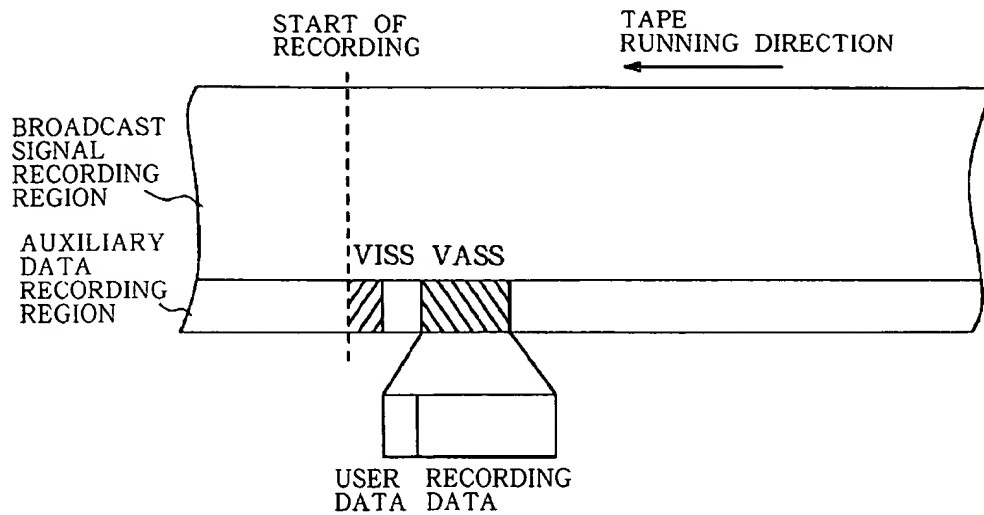 START OF
RECORDING
TAPE
RUNNING DIRECTION
BROADCAST
SIGNAL
RECORDING
REGION
AUXILIARY
DATA
RECORDING
REGION
VISS VASS
USER
DATA
RECORDING
DATA